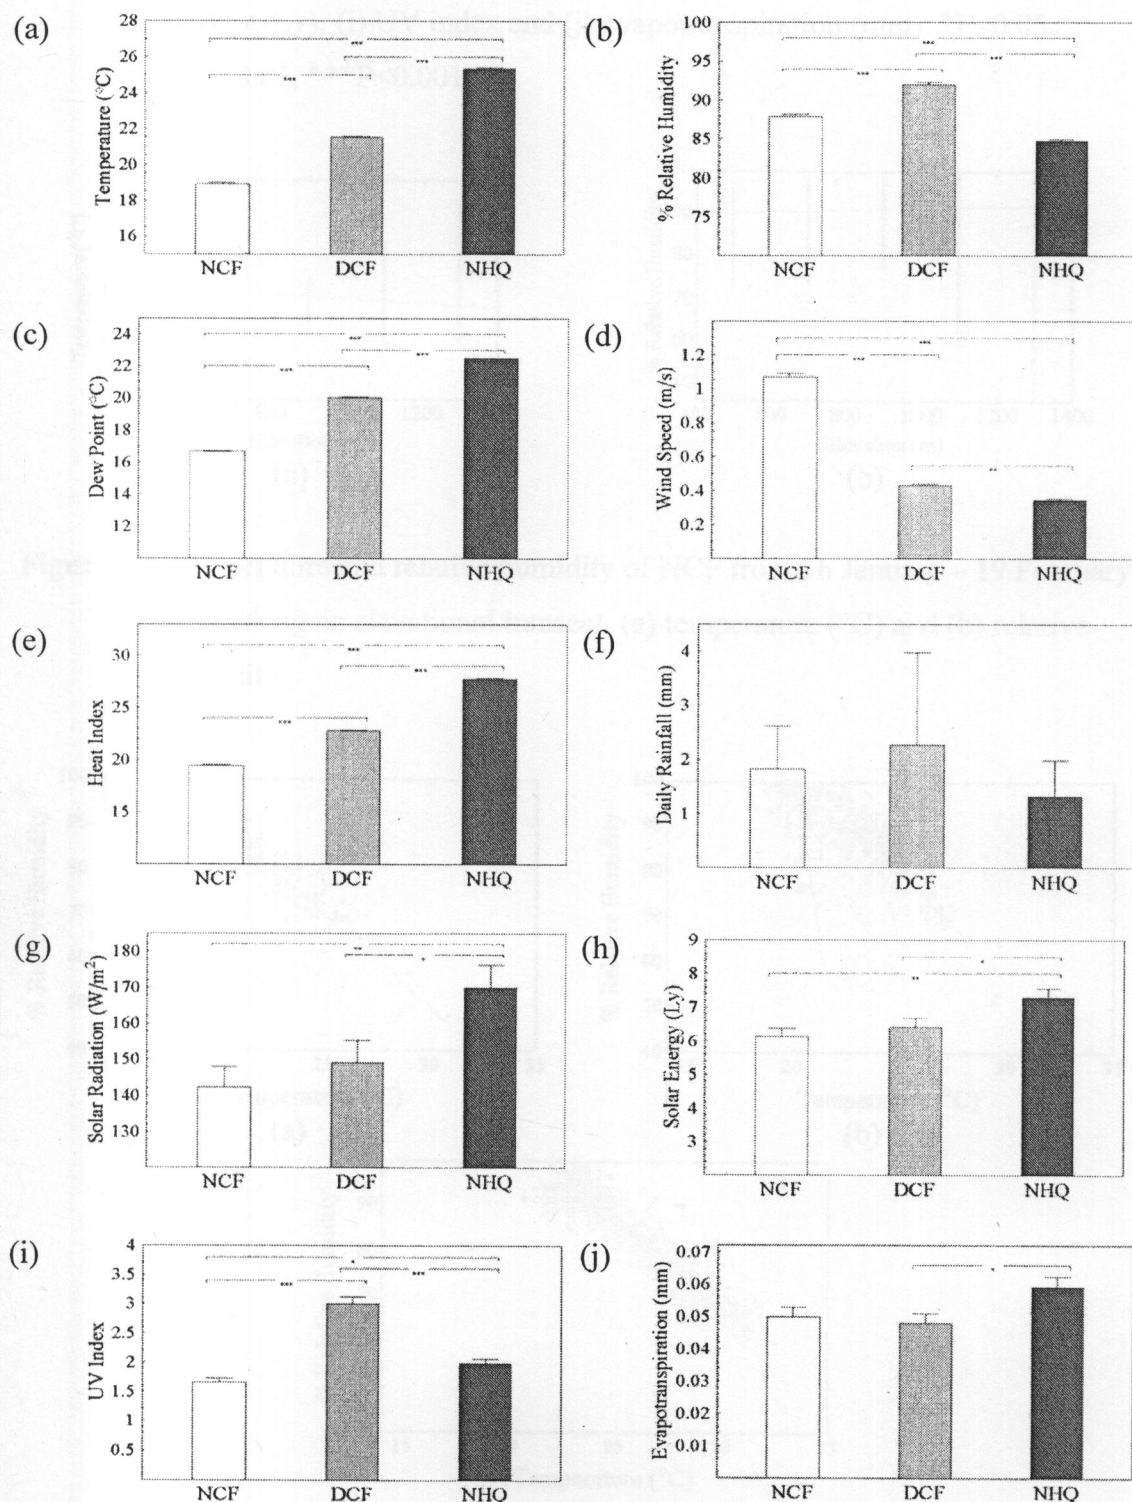 (a)
Temperature (°C)
28
26
24
22
20
18
16
***
***
***
NCF DCF NHQ
(b)
% Relative Humidity
100
95
90
85
80
75
***
***
***
NCF DCF NHQ
(c)
Dew Point (°C)
24
22
20
18
16
14
12
***
***
***
NCF DCF NHQ
(d)
Wind Speed (m/s)
1.2
1
0.8
0.6
0.4
0.2
***
***
**
NCF DCF NHQ
(e)
Heat Index
30
25
20
15
***
***
***
NCF DCF NHQ
(f)
Daily Rainfall (mm)
4
3
2
1
NCF DCF NHQ
(g)
Solar Radiation (W/m²)
180
170
160
150
140
130
**
*
NCF DCF NHQ
(h)
Solar Energy (Ly)
9
8
7
6
5
4
3
*
**
NCF DCF NHQ
(i)
UV Index
4
3.5
3
2.5
2
1.5
1
0.5
*
***
***
NCF DCF NHQ
(j)
Evapotranspiration (mm)
0.07
0.06
0.05
0.04
0.03
0.02
0.01
*
NCF DCF NHQ